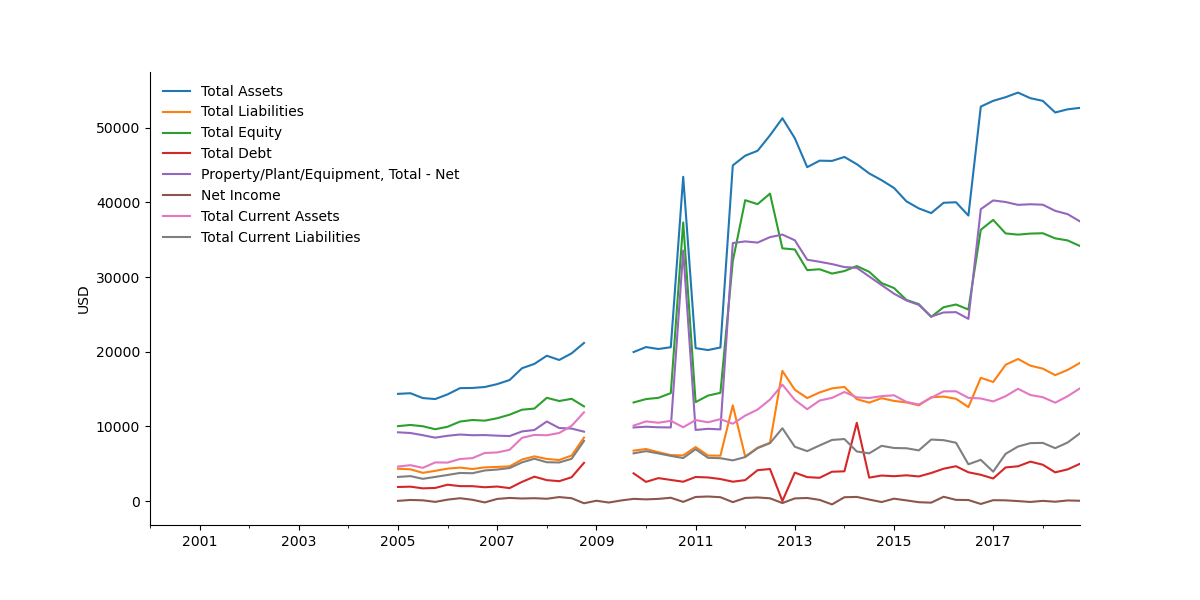 Total Assets
Total Liabilities
Total Equity
Total Debt
Property/Plant/Equipment, Total - Net
Net Income
Total Current Assets
Total Current Liabilities
USD
50000
40000
30000
20000
10000
0
2001 2003 2005 2007 2009 2011 2013 2015 2017